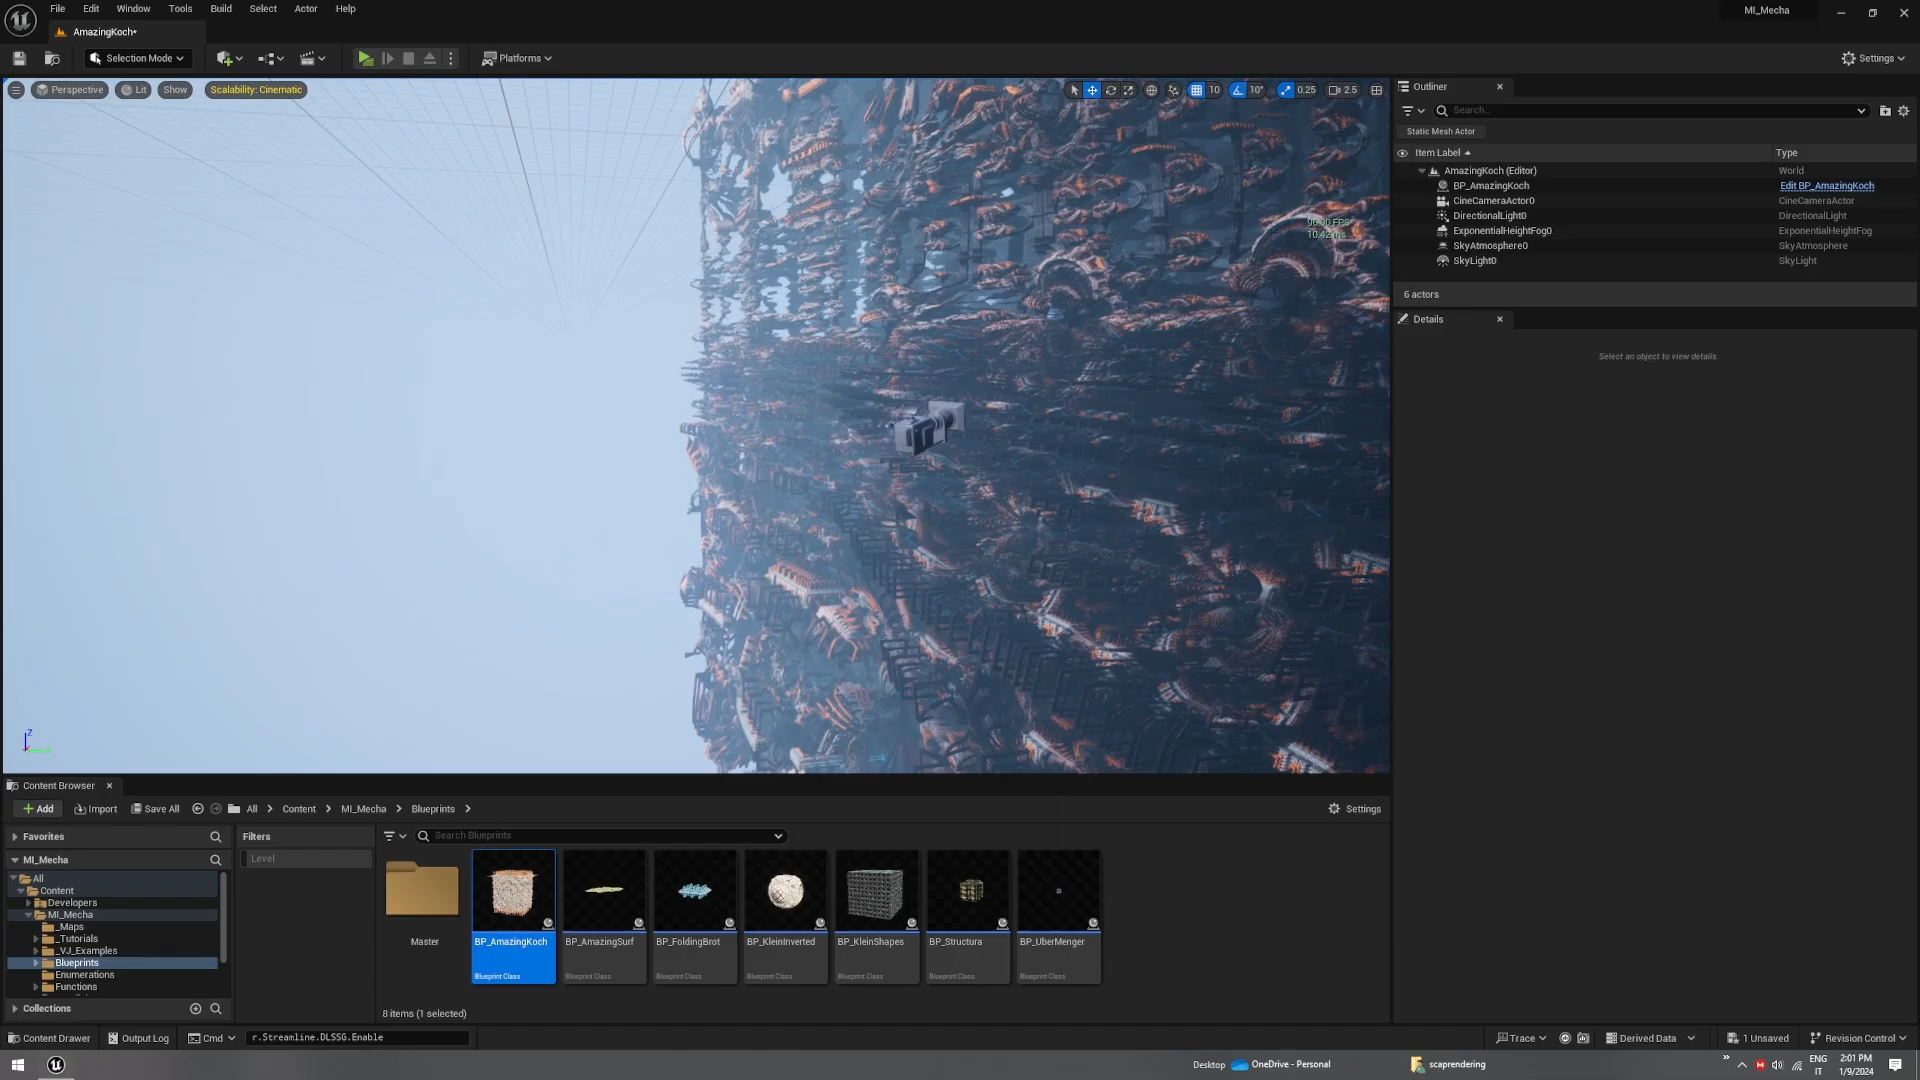 File Edit Window Tools Build Select Actor Help
MI_Mecha
AmazingKoch*
Selection Mode
Platforms
Settings
Perspective Lit Show Scalability: Cinematic
10 10° 0.25 2.5
10.42 ms
Z
Outliner
Search...
Static Mesh Actor
Item Label Type
AmazingKoch (Editor) World
BP_AmazingKoch Edit BP_AmazingKoch
CineCameraActor0 CineCameraActor
DirectionalLight0 DirectionalLight
ExponentialHeightFog0 ExponentialHeightFog
SkyAtmosphere0 SkyAtmosphere
SkyLight0 SkyLight
6 actors
Details
Select an object to view details.
Content Browser
Add Import Save All All Content MI_Mecha Blueprints Settings
Favorites
MI_Mecha
All
Content
Developers
MI_Mecha
_Maps
_Tutorials
_VJ_Examples
Blueprints
Enumerations
Functions
Collections
Filters
Level
Search Blueprints
Master
BP_AmazingKoch
Blueprint Class
BP_AmazingSurf
Blueprint Class
BP_FoldingBrot
Blueprint Class
BP_KleinInverted
Blueprint Class
BP_KleinShapes
Blueprint Class
BP_Structura
Blueprint Class
BP_UberMenger
Blueprint Class
8 items (1 selected)
Content Drawer Output Log Cmd r.Streamline.DLSSG.Enable Trace Derived Data 1 Unsaved Revision Control
Desktop OneDrive - Personal scaprendering
ENG
IT
2:01 PM
1/9/2024